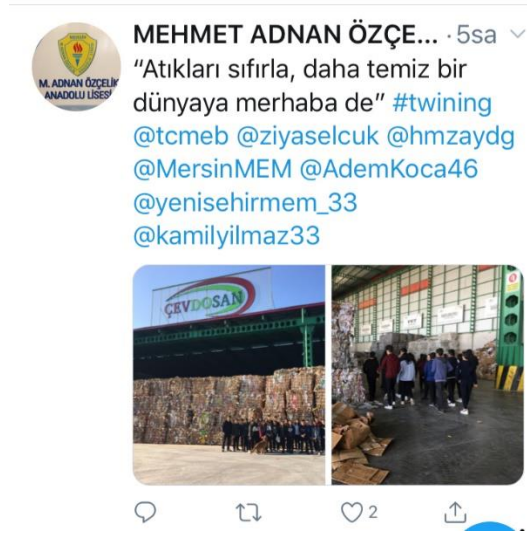 MEHMET ADNAN ÖZÇE... · 5sa
M. ADNAN ÖZÇELİK
ANADOLU LİSESİ
“Atıkları sıfırla, daha temiz bir
dünyaya merhaba de” #twining
@tcmeb @ziyaselcuk @hmzaydg
@MersinMEM @AdemKoca46
@yenisehirmem_33
@kamilyilmaz33
ÇEVDOSAN
2